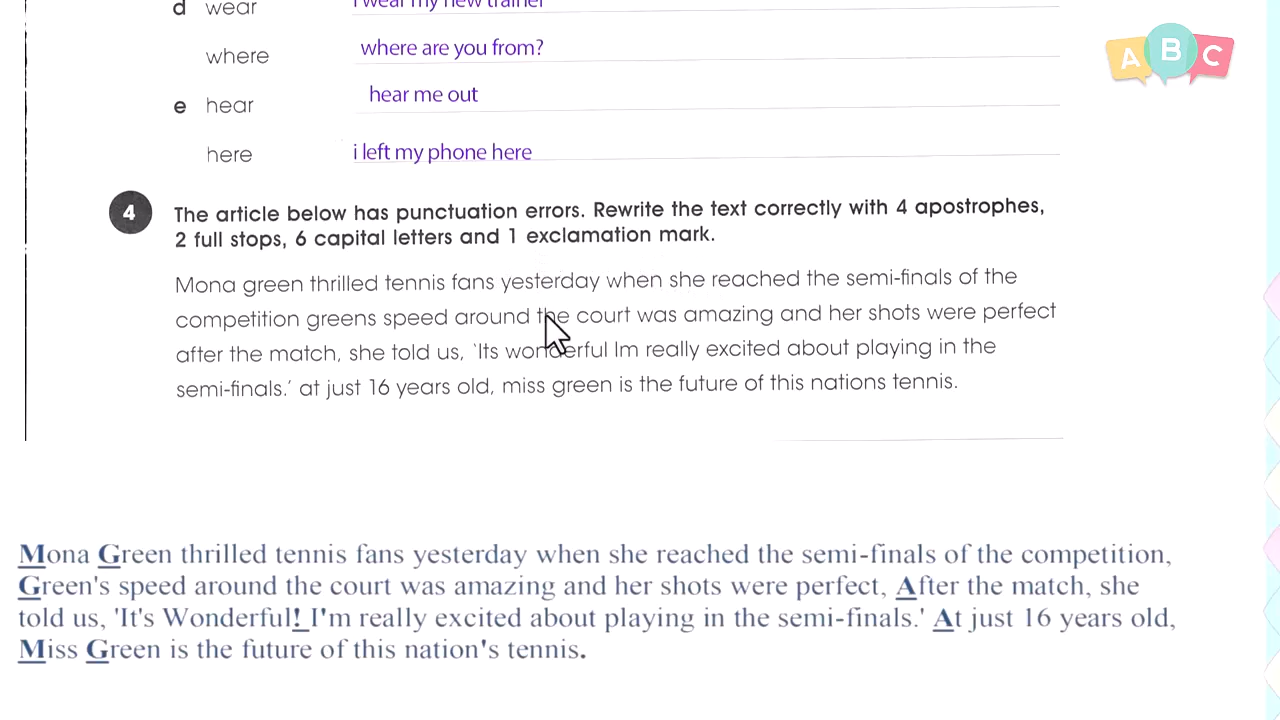 d wear i wear my new trainer
where where are you from?
e hear hear me out
here i left my phone here
A B C
4 The article below has punctuation errors. Rewrite the text correctly with 4 apostrophes,
2 full stops, 6 capital letters and 1 exclamation mark.
Mona green thrilled tennis fans yesterday when she reached the semi-finals of the
competition greens speed around the court was amazing and her shots were perfect
after the match, she told us, ‘Its wonderful Im really excited about playing in the
semi-finals.’ at just 16 years old, miss green is the future of this nations tennis.
Mona Green thrilled tennis fans yesterday when she reached the semi-finals of the competition,
Green's speed around the court was amazing and her shots were perfect, After the match, she
told us, 'It's Wonderful! I'm really excited about playing in the semi-finals.' At just 16 years old,
Miss Green is the future of this nation's tennis.